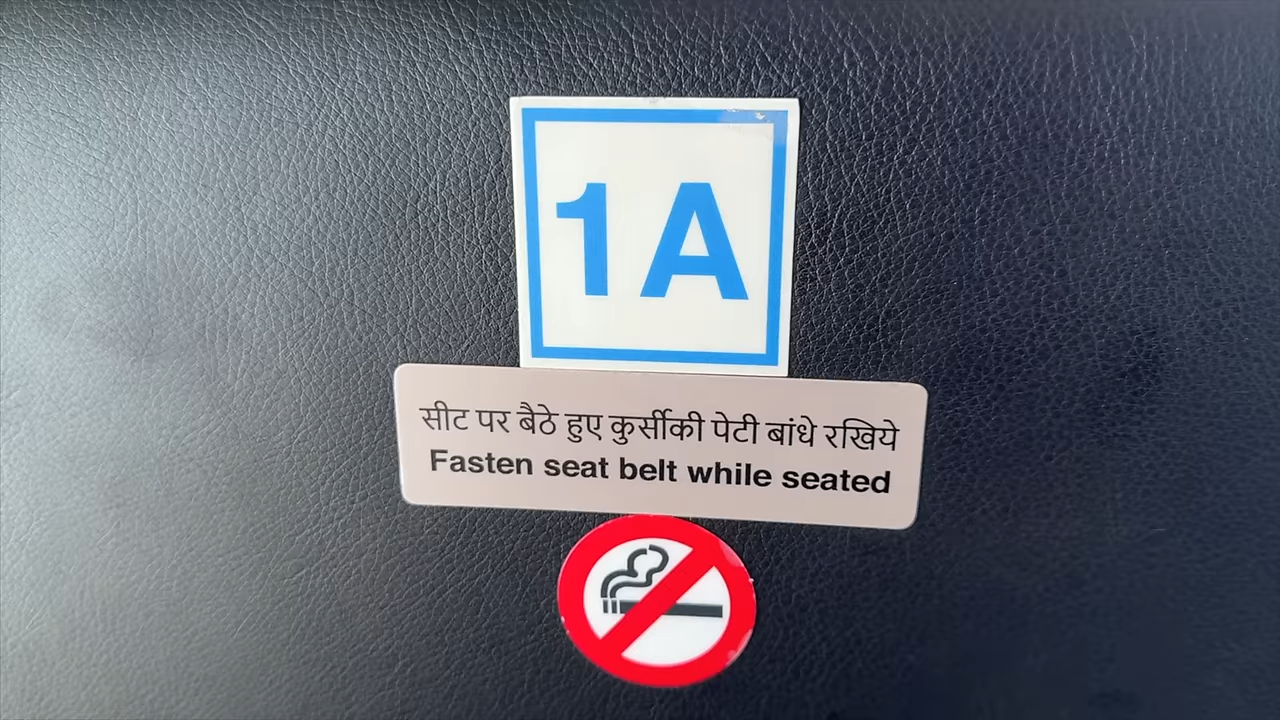 1A
सीट पर बैठे हुए कुर्सीकी पेटी बांधे रखिये
Fasten seat belt while seated